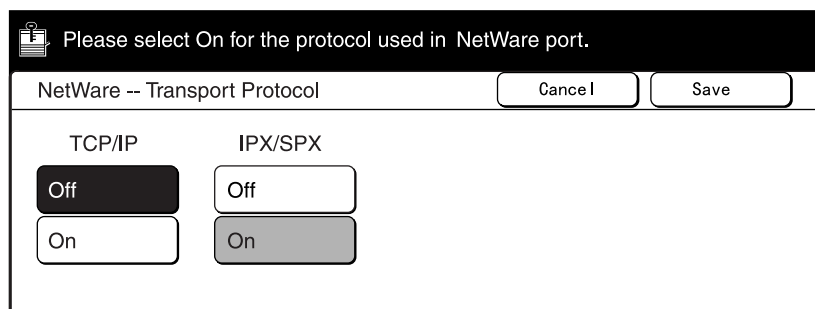 Please select On for the protocol used in NetWare port.
NetWare -- Transport Protocol Cancel Save
TCP/IP IPX/SPX
Off Off
On On